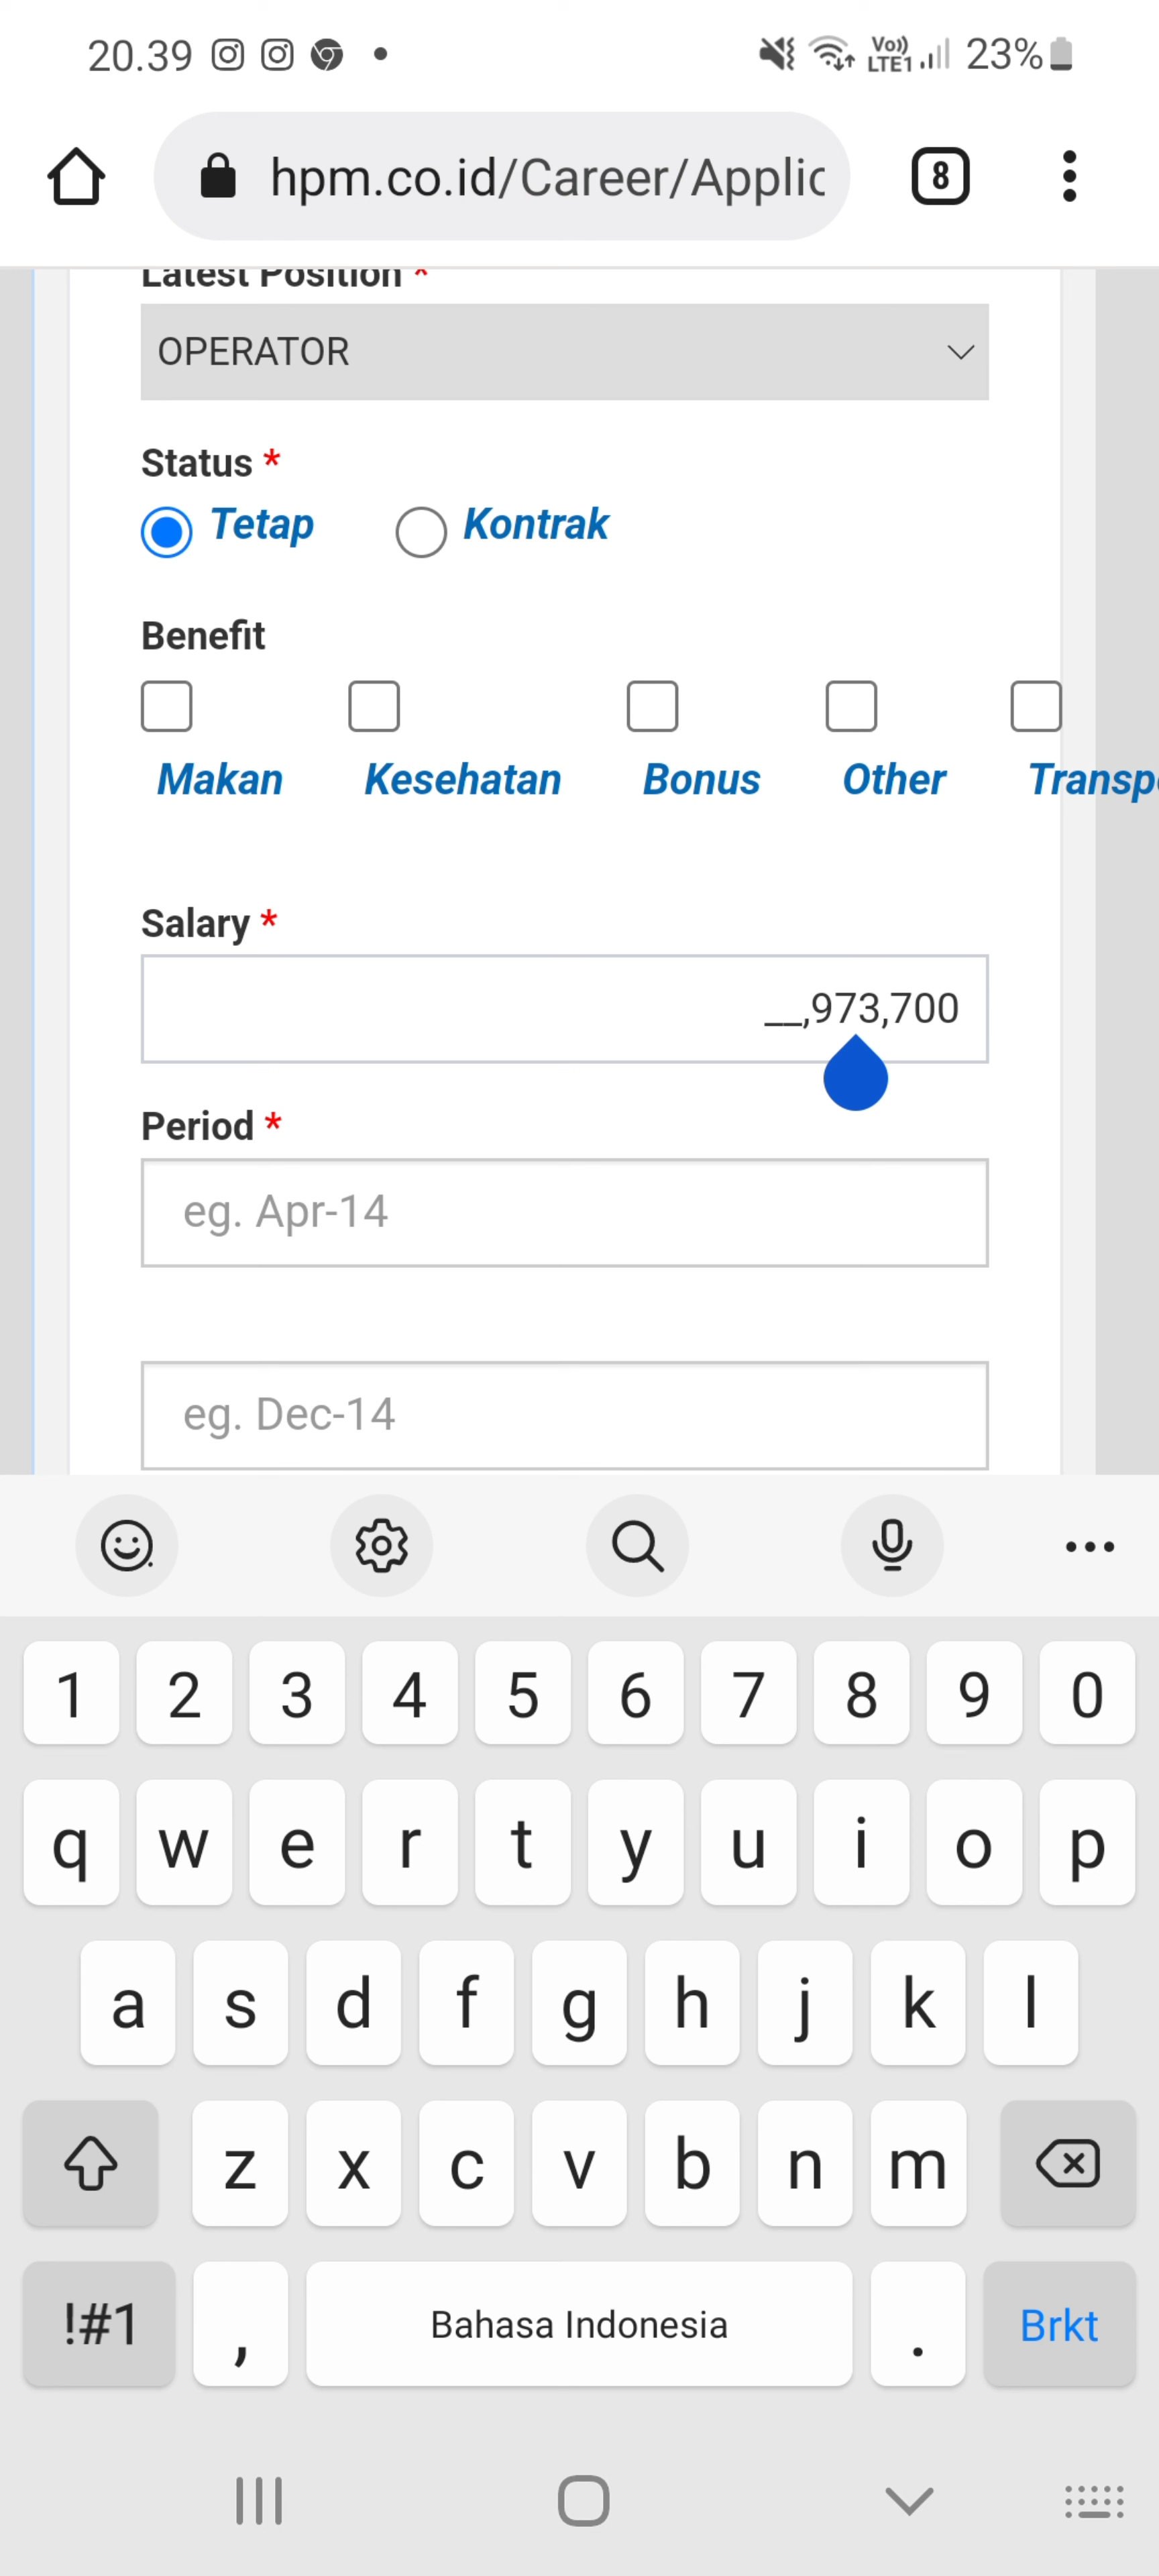 20.39 Vo)) LTE1 23%
hpm.co.id/Career/Applic 8
Latest Position *
OPERATOR
Status *
Tetap Kontrak
Benefit
Makan Kesehatan Bonus Other Transp
Salary *
__,973,700
Period *
eg. Apr-14
eg. Dec-14
1 2 3 4 5 6 7 8 9 0
q w e r t y u i o p
a s d f g h j k l
z x c v b n m
!#1 , Bahasa Indonesia . Brkt